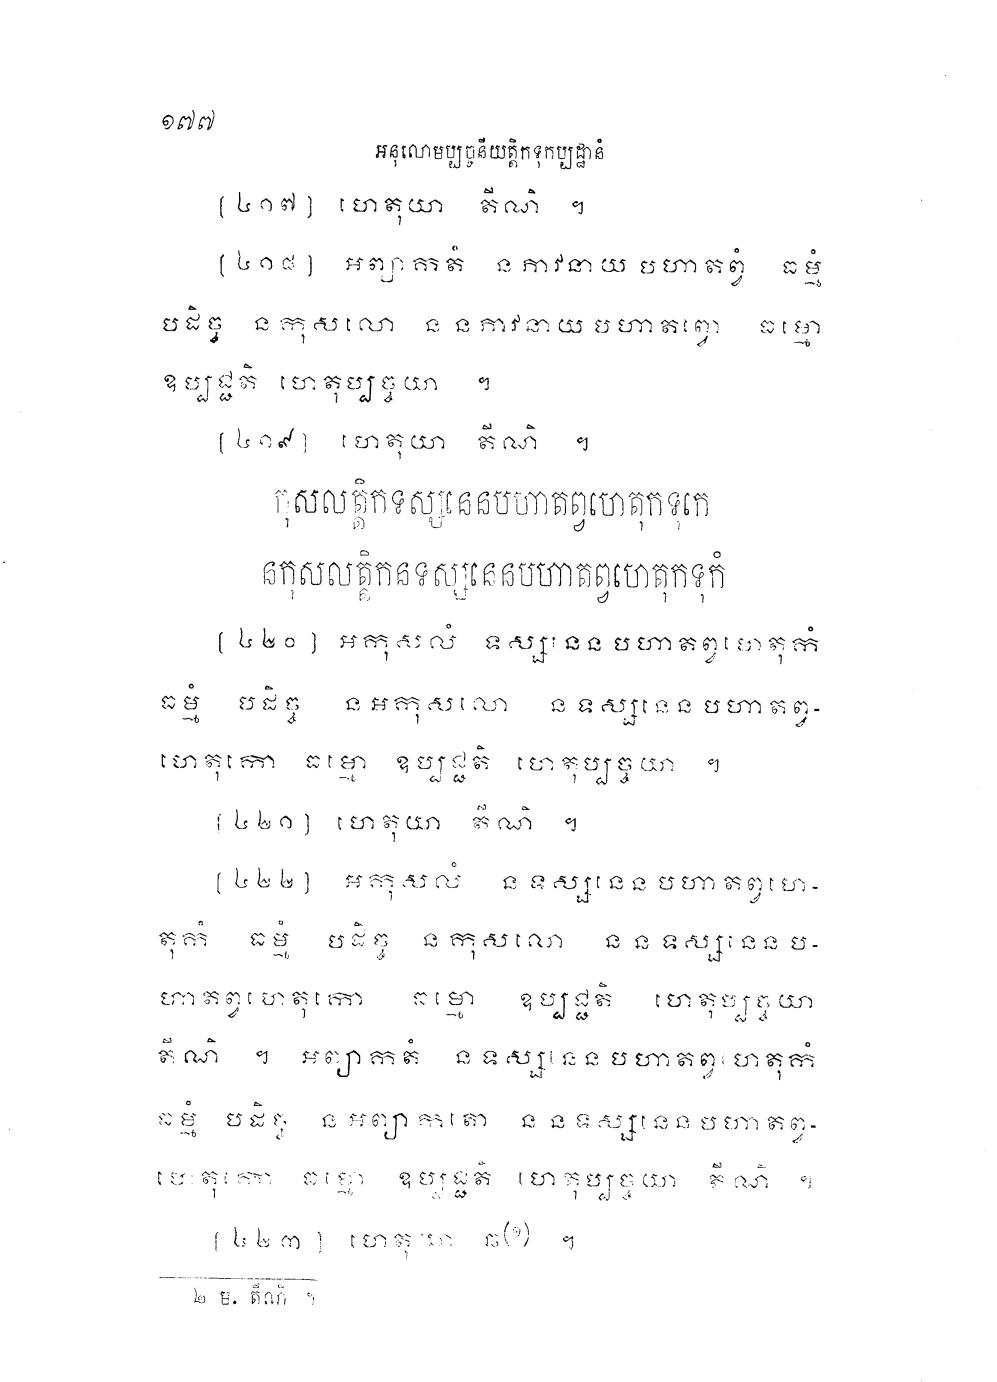 ១៧៧
អនុលោមប្បច្ចនីយត្តិកទុកប្បដ្ឋានំ
[៤១៧] ហេតុយា តីណិ ។
[៤១៨] អព្យាកតំ នភាវនាយបហាតព្វំ ធម្មំ
បដិច្ច នកុសលោ ននភាវនាយបហាតព្វោ ធម្មោ
ឧប្បជ្ជតិ ហេតុប្បច្ចយា ។
[៤១៩] ហេតុយា តីណិ ។
កុសលត្តិកទស្សនេនបហាតព្វហេតុកទុកេ
នកុសលត្តិកនទស្សនេនបហាតព្វហេតុកទុកំ
[៤២០] អកុសលំ ទស្សនេនបហាតព្វហេតុកំ
ធម្មំ បដិច្ច នអកុសលោ នទស្សនេនបហាតព្វ-
ហេតុកោ ធម្មោ ឧប្បជ្ជតិ ហេតុប្បច្ចយា ។
[៤២១] ហេតុយា តីណិ ។
[៤២២] អកុសលំ នទស្សនេនបហាតព្វហេ-
តុកំ ធម្មំ បដិច្ច នកុសលោ ននទស្សនេនប-
ហាតព្វហេតុកោ ធម្មោ ឧប្បជ្ជតិ ហេតុប្បច្ចយា
តីណិ ។ អព្យាកតំ នទស្សនេនបហាតព្វហេតុកំ
ធម្មំ បដិច្ច នអព្យាកតោ ននទស្សនេនបហាតព្វ-
ហេតុកោ ធម្មោ ឧប្បជ្ជតិ ហេតុប្បច្ចយា តីណិ ។
[៤២៣] ហេតុយា ឆ(១) ។
២ ម. តីណិ ។